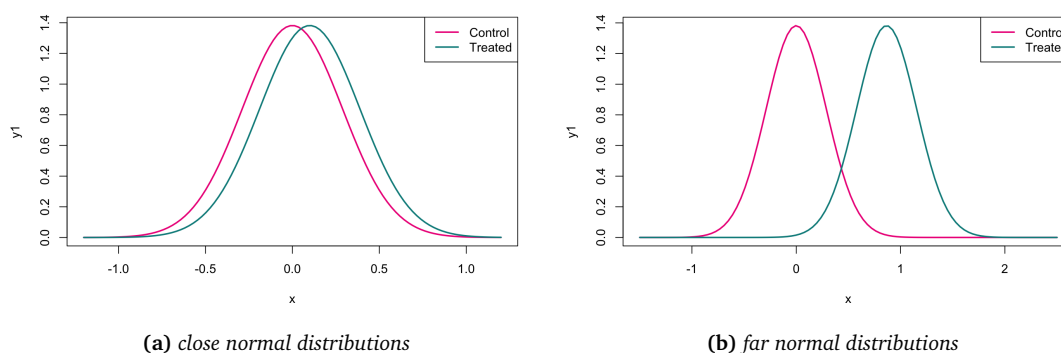 Control
Treated
1.4
1.2
1.0
0.8
0.6
0.4
0.2
0.0
y1
-1.0
-0.5
0.0
0.5
1.0
x
(a) close normal distributions
Control
Treate
1.4
1.2
1.0
0.8
0.6
0.4
0.2
0.0
y1
-1
0
1
2
x
(b) far normal distributions